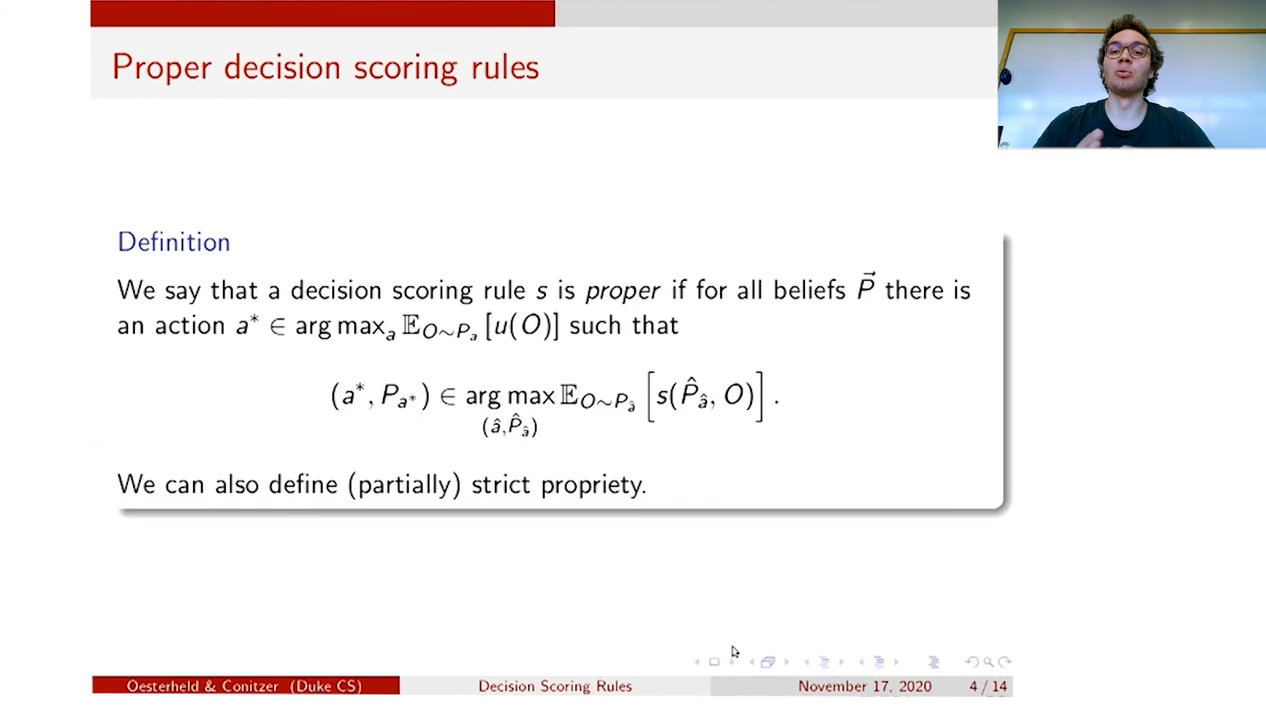 Proper decision scoring rules
Definition
We say that a decision scoring rule s is proper if for all beliefs P⃗ there is
an action a* ∈ arg maxₐ 𝔼_{O∼Pₐ} [u(O)] such that
(a*, P_{a*}) ∈ arg max_{(â,P̂_â)} 𝔼_{O∼P_â} [s(P̂_â, O)] .
We can also define (partially) strict propriety.
Oesterheld & Conitzer (Duke CS) Decision Scoring Rules November 17, 2020 4 / 14